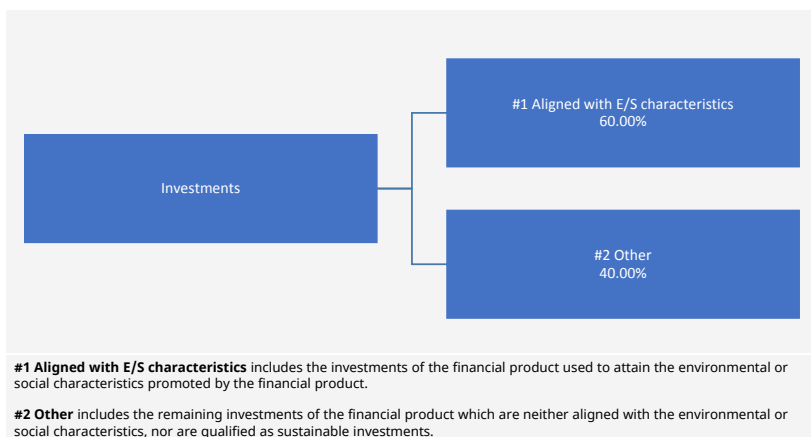 #1 Aligned with E/S characteristics
60.00%
Investments
#2 Other
40.00%
#1 Aligned with E/S characteristics includes the investments of the financial product used to attain the environmental or
social characteristics promoted by the financial product.
#2 Other includes the remaining investments of the financial product which are neither aligned with the environmental or
social characteristics, nor are qualified as sustainable investments.